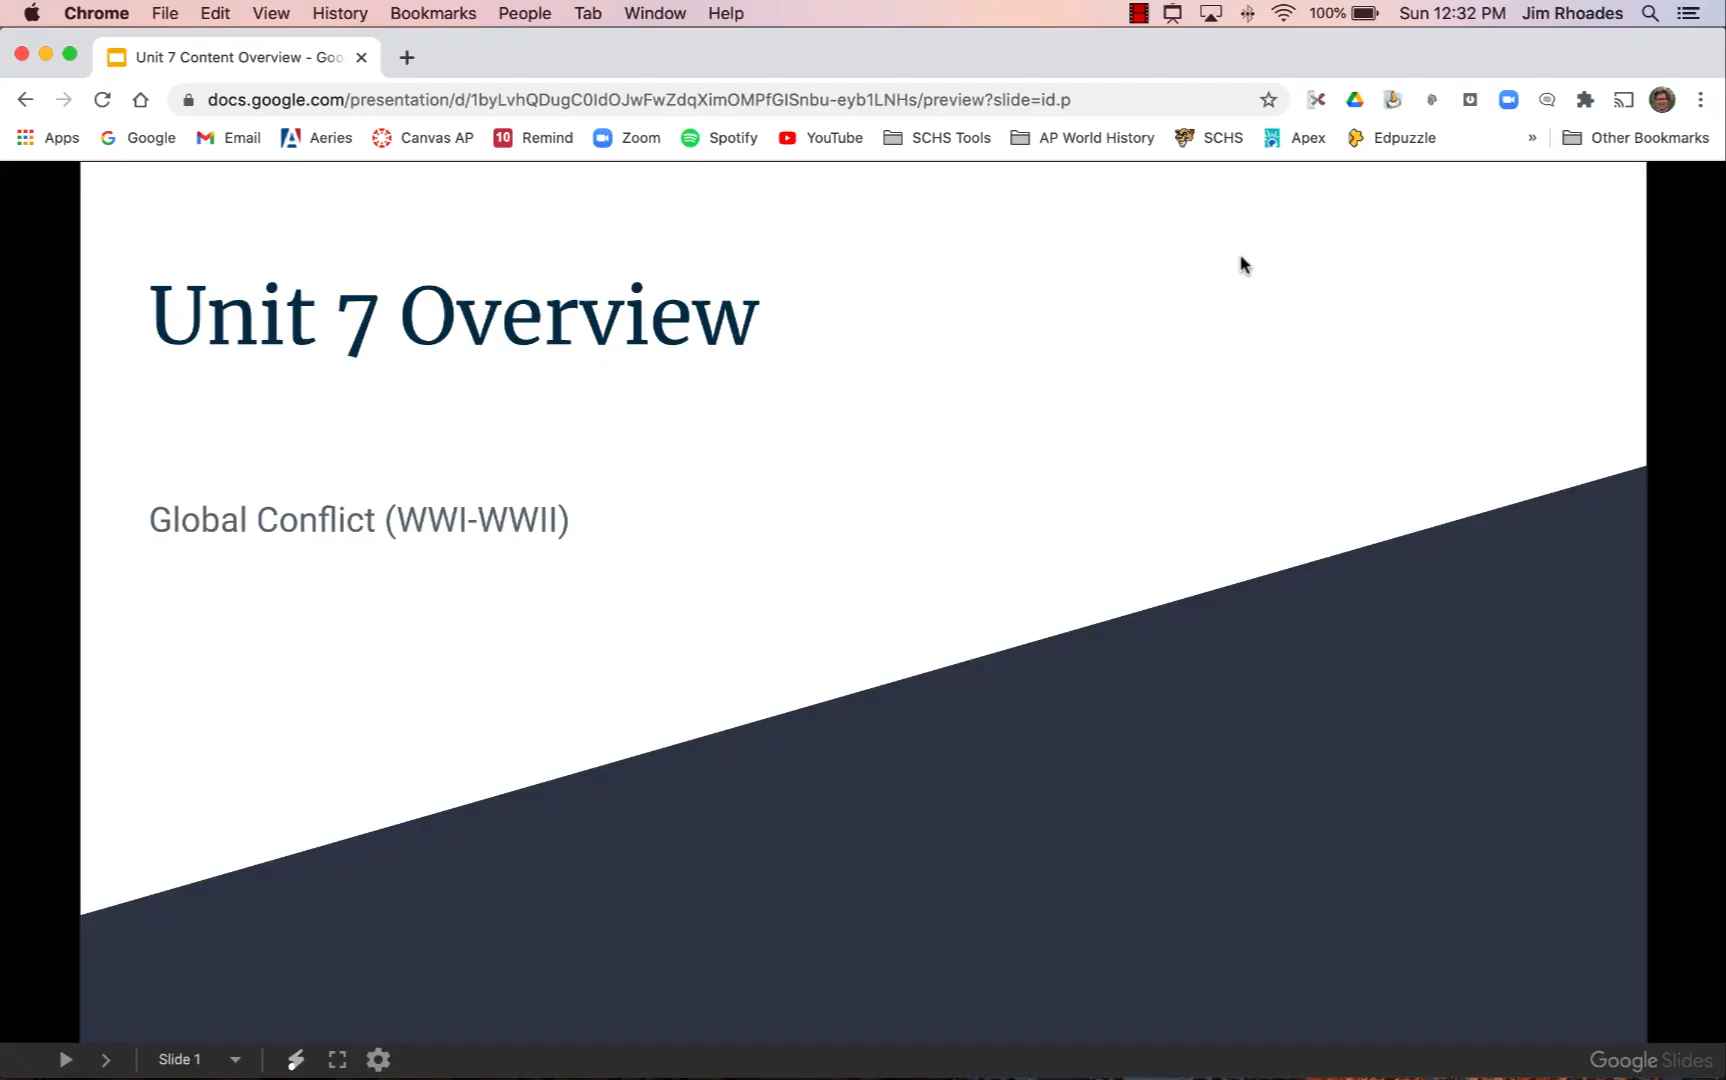 Chrome File Edit View History Bookmarks People Tab Window Help 100% Sun 12:32 PM Jim Rhoades
Unit 7 Content Overview - Goo
docs.google.com/presentation/d/1byLvhQDugC0IdOJwFwZdqXimOMPfGISnbu-eyb1LNHs/preview?slide=id.p
Apps Google Email Aeries Canvas AP 10 Remind Zoom Spotify YouTube SCHS Tools AP World History SCHS Apex Edpuzzle » Other Bookmarks
Unit 7 Overview
Global Conflict (WWI-WWII)
Slide 1 Google Slides